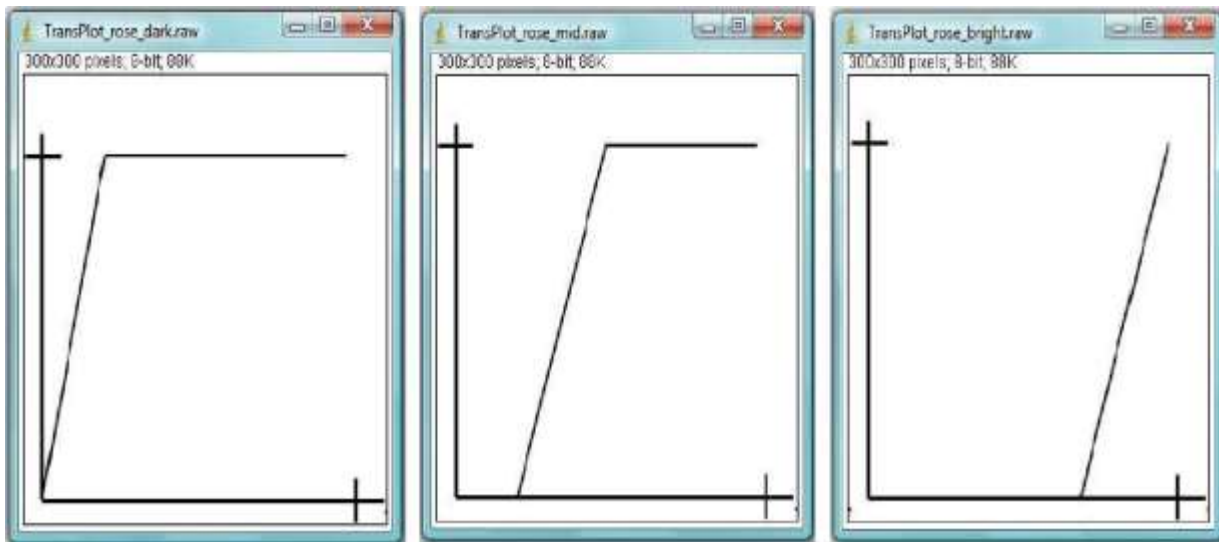 TransPlot_rose_dark.raw
300x300 pixels; 8-bit; 88K
TransPlot_rose_mid.raw
300x300 pixels; 8-bit; 88K
TransPlot_rose_bright.raw
300x300 pixels; 8-bit; 88K